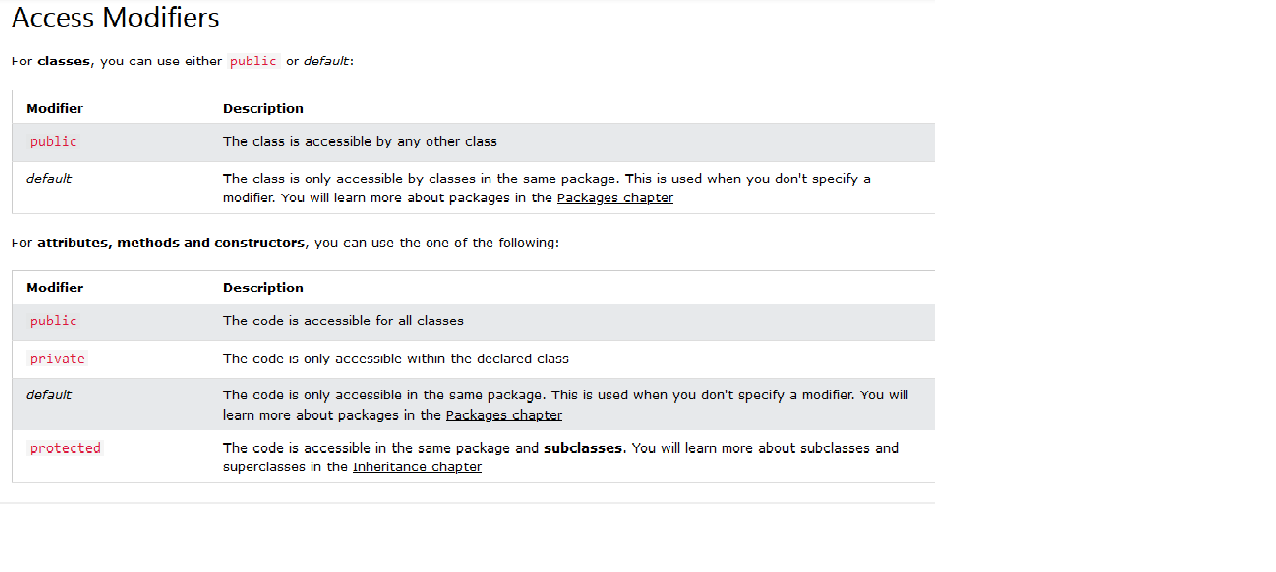 Access Modifiers
For classes, you can use either public or default:
Modifier Description
public The class is accessible by any other class
default The class is only accessible by classes in the same package. This is used when you don't specify a
modifier. You will learn more about packages in the Packages chapter
For attributes, methods and constructors, you can use the one of the following:
Modifier Description
public The code is accessible for all classes
private The code is only accessible within the declared class
default The code is only accessible in the same package. This is used when you don't specify a modifier. You will
learn more about packages in the Packages chapter
protected The code is accessible in the same package and subclasses. You will learn more about subclasses and
superclasses in the Inheritance chapter